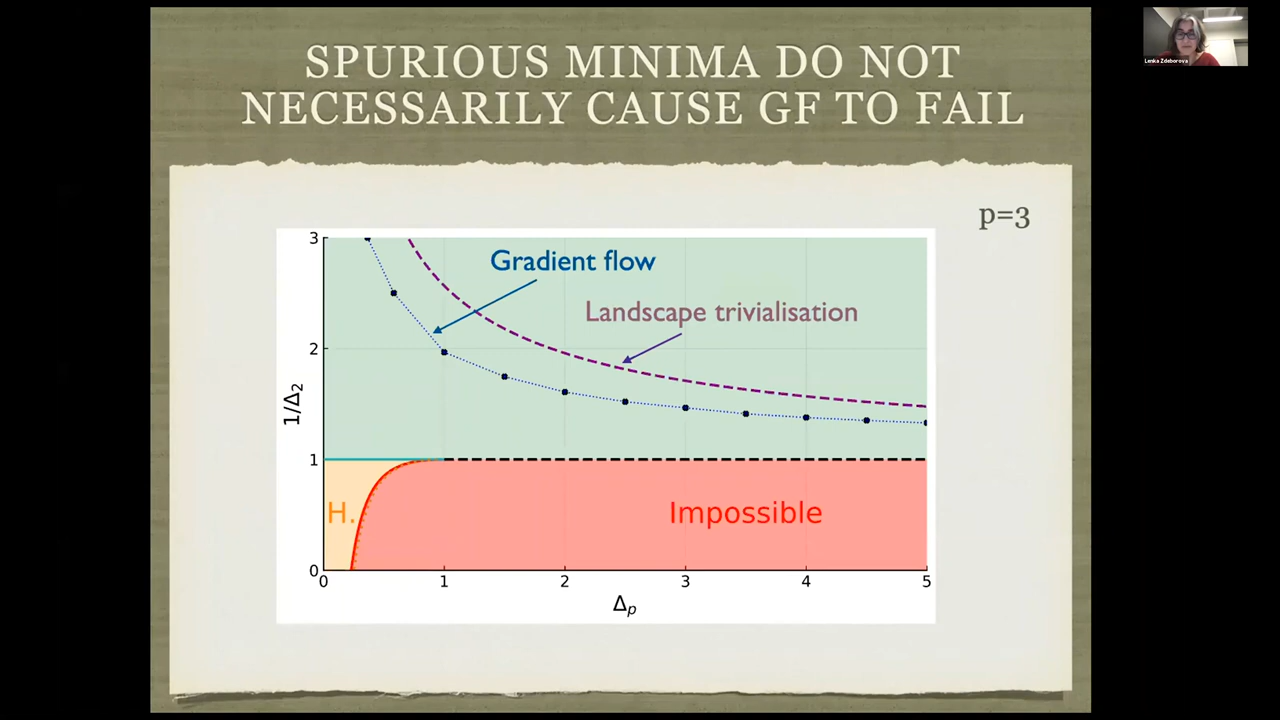 SPURIOUS MINIMA DO NOT
NECESSARILY CAUSE GF TO FAIL
Lenka Zdeborova
p=3
3
Gradient flow
Landscape trivialisation
2
1/Δ₂
1
H.
Impossible
0
0 1 2 3 4 5
Δₚ